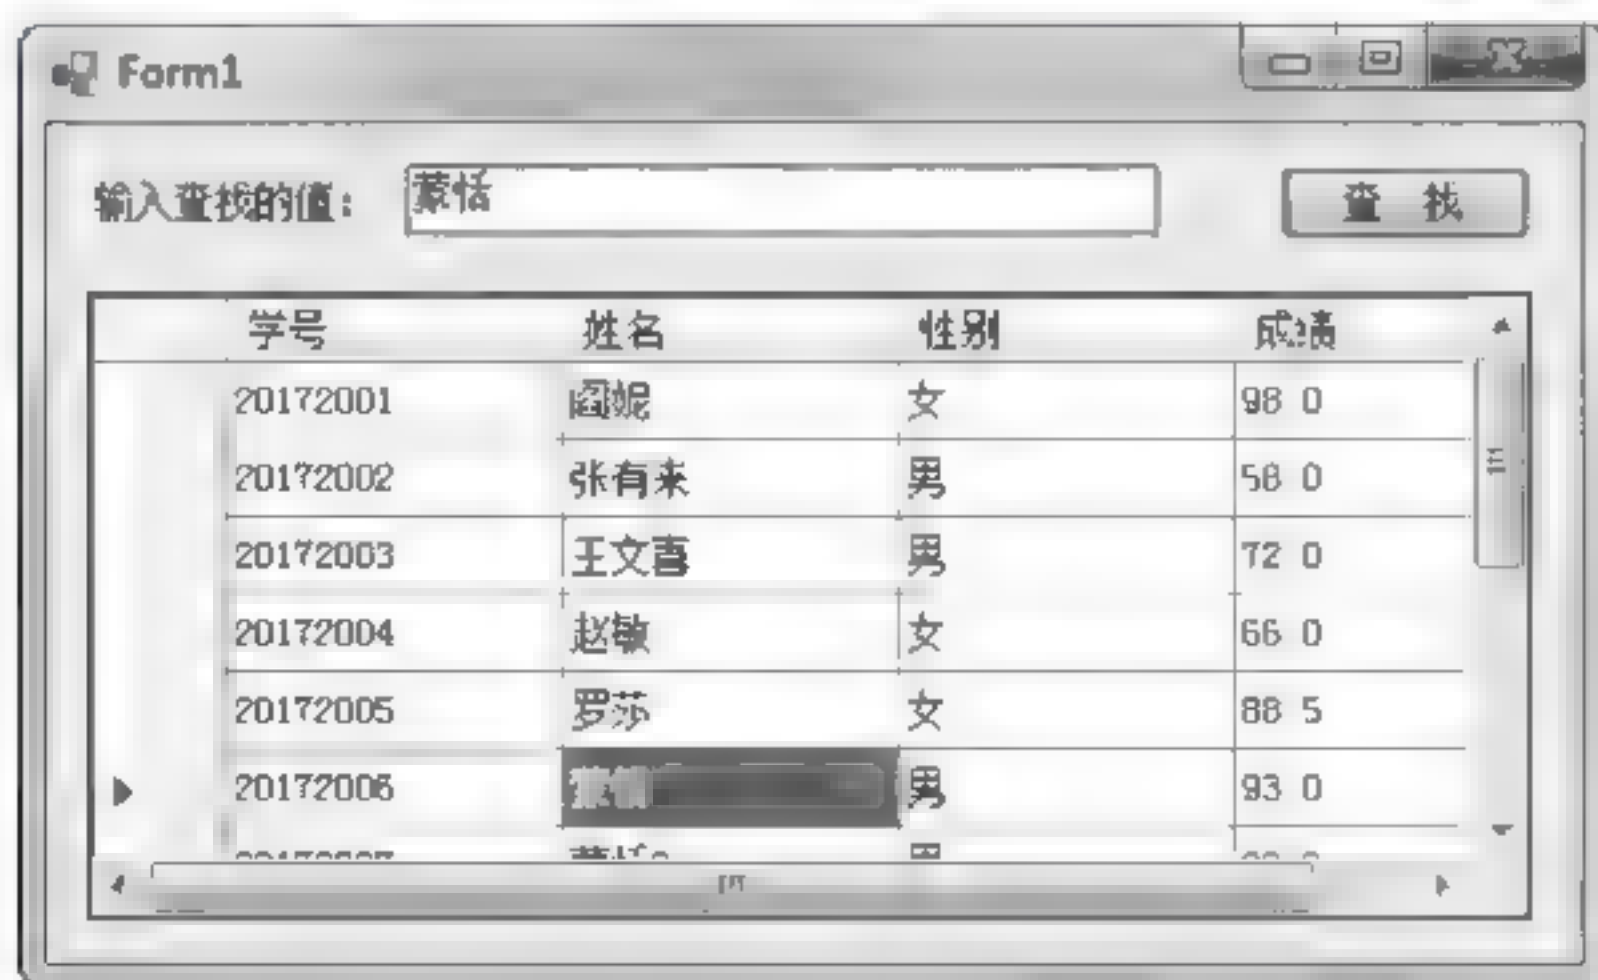 Form1
输入查找的值： 蒙恬 查 找
学号 姓名 性别 成绩
20172001 阎妮 女 98 0
20172002 张有来 男 58 0
20172003 王文喜 男 72 0
20172004 赵敏 女 66 0
20172005 罗莎 女 88 5
20172006 蒙恬 男 93 0